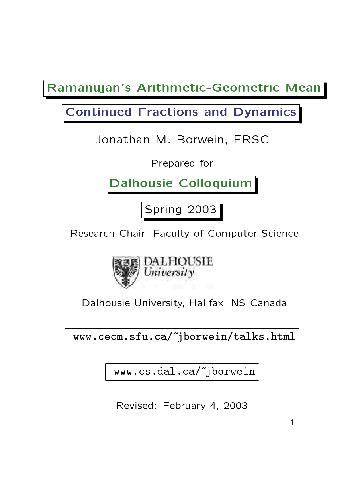 Ramanujan's Arithmetic-Geometric Mean
Continued Fractions and Dynamics
Jonathan M. Borwein, FRSC
Prepared for
Dalhousie Colloquium
Spring 2003
Research Chair, Faculty of Computer Science
DALHOUSIE
University
Dalhousie University, Halifax, NS Canada
www.cecm.sfu.ca/~jborwein/talks.html
www.cs.dal.ca/~jborwein
Revised: February 4, 2003
1